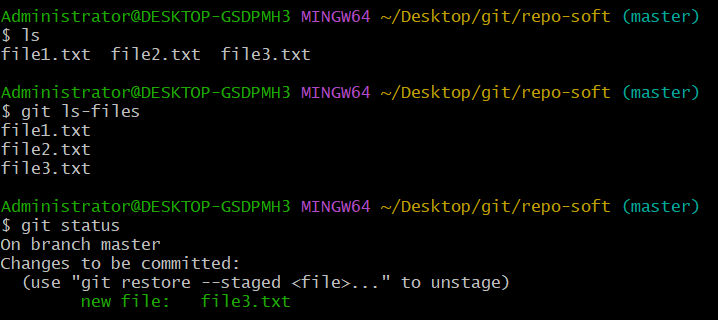 Administrator@DESKTOP-GSDPMH3 MINGW64 ~/Desktop/git/repo-soft (master)
$ ls
file1.txt  file2.txt  file3.txt
Administrator@DESKTOP-GSDPMH3 MINGW64 ~/Desktop/git/repo-soft (master)
$ git ls-files
file1.txt
file2.txt
file3.txt
Administrator@DESKTOP-GSDPMH3 MINGW64 ~/Desktop/git/repo-soft (master)
$ git status
On branch master
Changes to be committed:
  (use "git restore --staged <file>..." to unstage)
        new file:   file3.txt